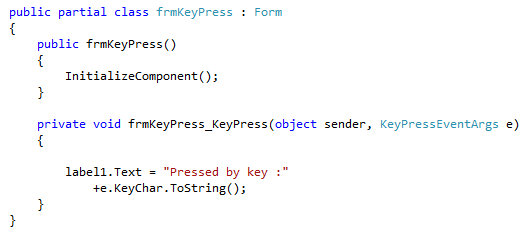 public partial class frmKeyPress : Form
{
public frmKeyPress()
{
InitializeComponent();
}
private void frmKeyPress_KeyPress(object sender, KeyPressEventArgs e)
{
label1.Text = "Pressed by key :"
+e.KeyChar.ToString();
}
}